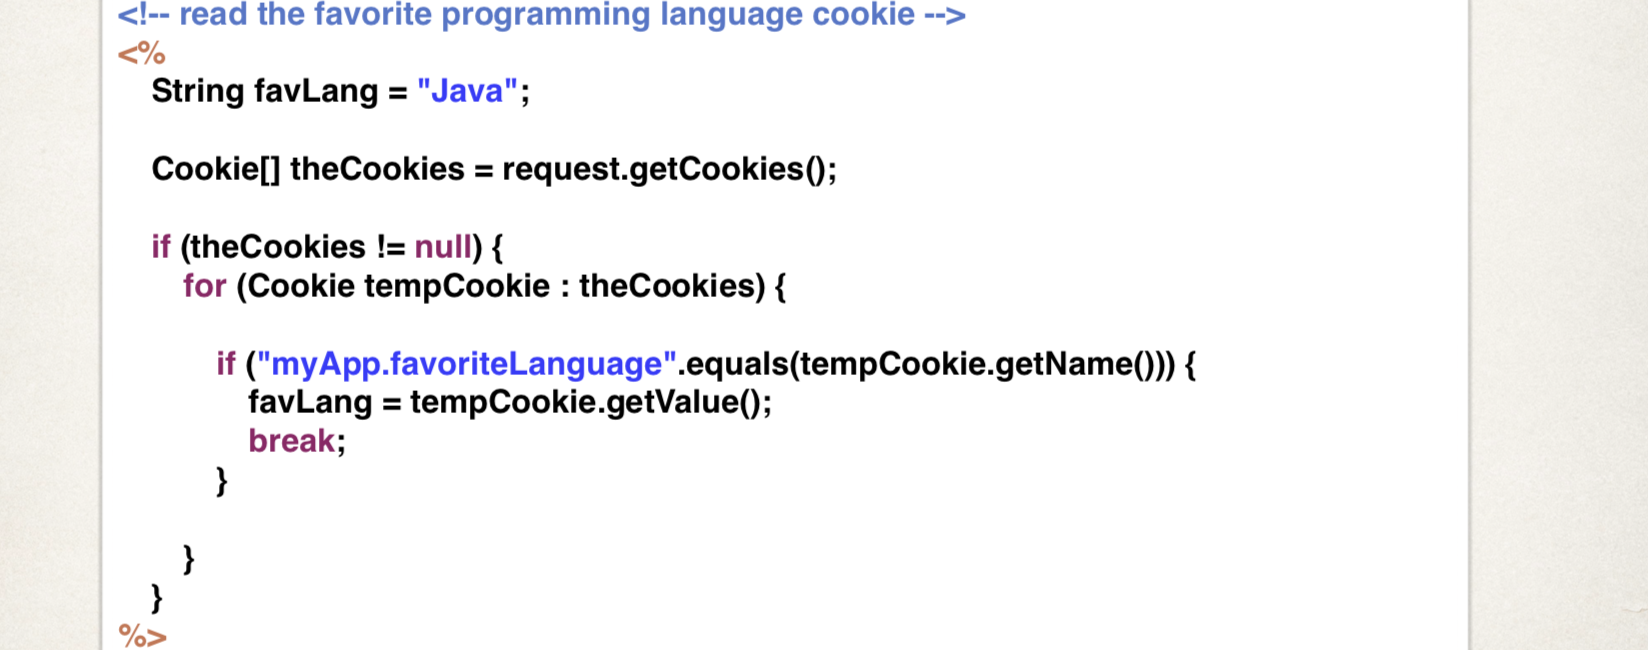 <!-- read the favorite programming language cookie -->
<%
String favLang = "Java";
Cookie[] theCookies = request.getCookies();
if (theCookies != null) {
for (Cookie tempCookie : theCookies) {
if ("myApp.favoriteLanguage".equals(tempCookie.getName())) {
favLang = tempCookie.getValue();
break;
}
}
}
%>